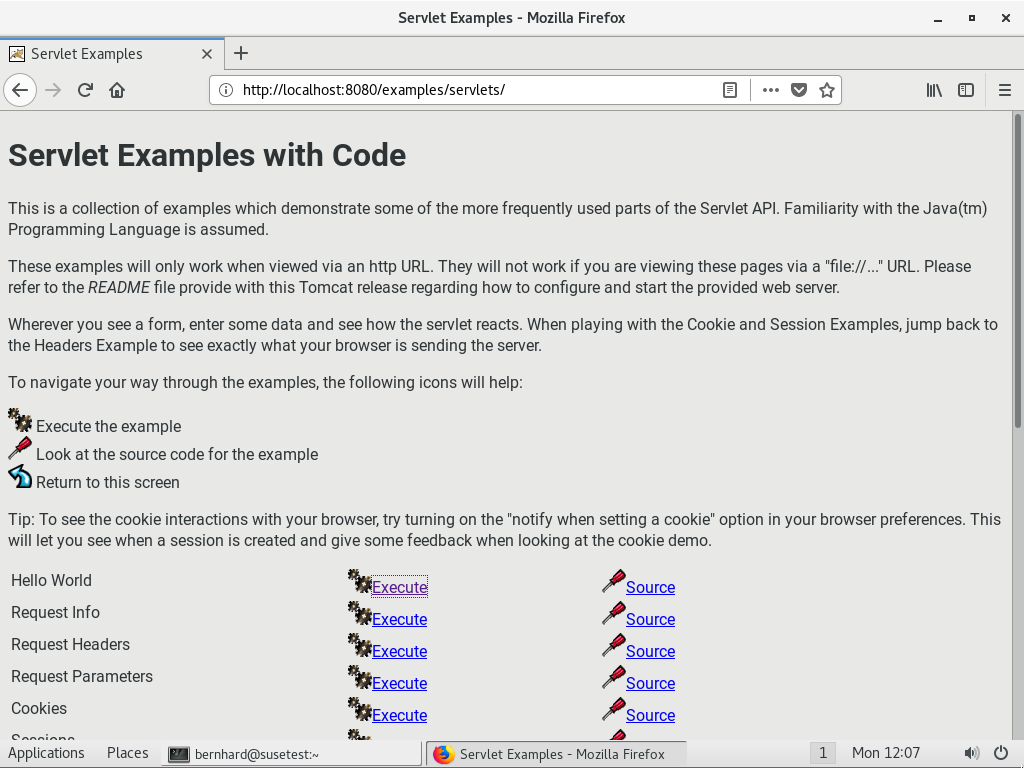 Servlet Examples - Mozilla Firefox
Servlet Examples
http://localhost:8080/examples/servlets/
Servlet Examples with Code
This is a collection of examples which demonstrate some of the more frequently used parts of the Servlet API. Familiarity with the Java(tm)
Programming Language is assumed.
These examples will only work when viewed via an http URL. They will not work if you are viewing these pages via a "file://..." URL. Please
refer to the README file provide with this Tomcat release regarding how to configure and start the provided web server.
Wherever you see a form, enter some data and see how the servlet reacts. When playing with the Cookie and Session Examples, jump back to
the Headers Example to see exactly what your browser is sending the server.
To navigate your way through the examples, the following icons will help:
Execute the example
Look at the source code for the example
Return to this screen
Tip: To see the cookie interactions with your browser, try turning on the "notify when setting a cookie" option in your browser preferences. This
will let you see when a session is created and give some feedback when looking at the cookie demo.
Hello World Execute Source
Request Info Execute Source
Request Headers Execute Source
Request Parameters Execute Source
Cookies Execute Source
Sessions
Applications Places bernhard@susetest:~ Servlet Examples - Mozilla Firefox 1 Mon 12:07